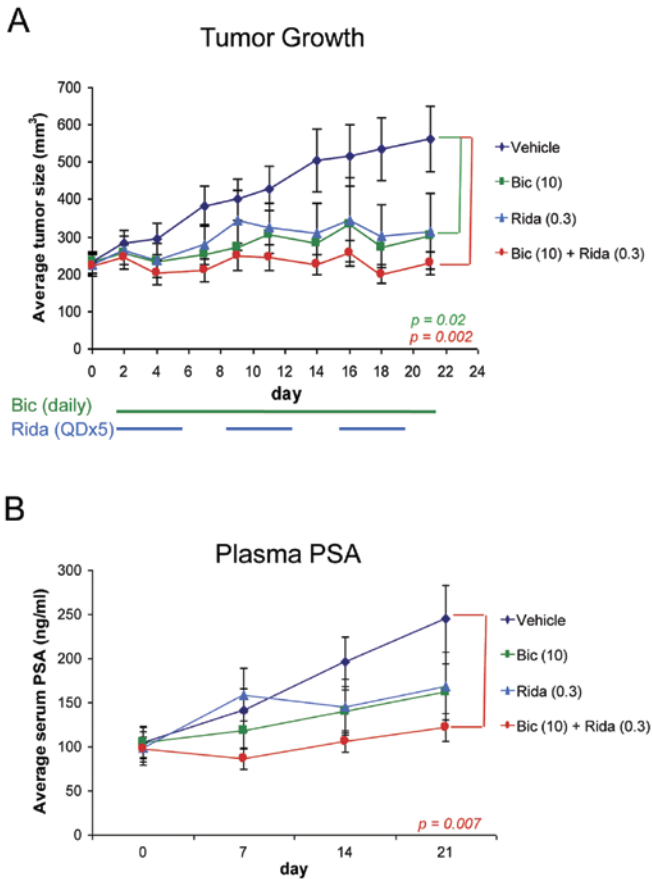 A
Tumor Growth
Average tumor size (mm³)
700
600
500
400
300
200
100
0
0 2 4 6 8 10 12 14 16 18 20 22 24
day
Vehicle
Bic (10)
Rida (0.3)
Bic (10) + Rida (0.3)
p = 0.02
p = 0.002
Bic (daily)
Rida (QDx5)
B
Plasma PSA
Average serum PSA (ng/ml)
300
250
200
150
100
50
0
0 7 14 21
day
Vehicle
Bic (10)
Rida (0.3)
Bic (10) + Rida (0.3)
p = 0.007